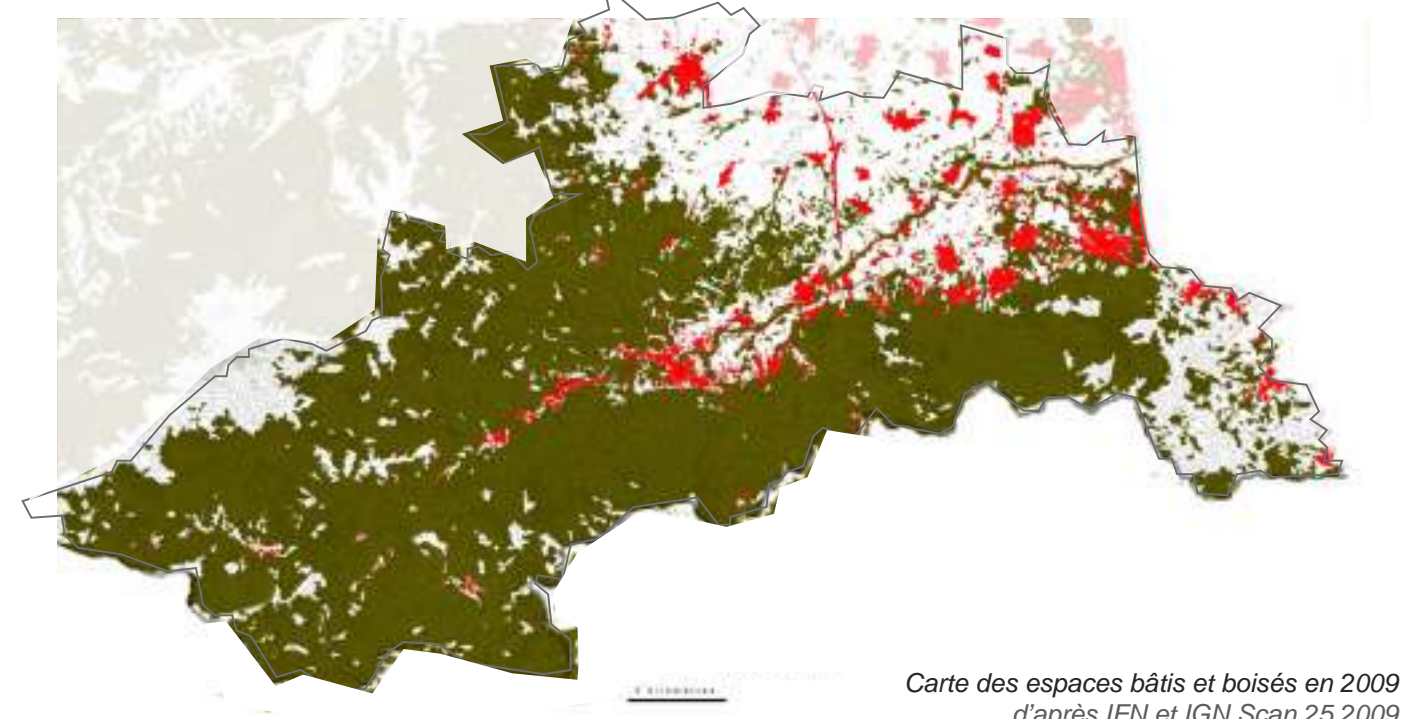 Carte des espaces bâtis et boisés en 2009
d'après IFN et IGN Scan 25 2009